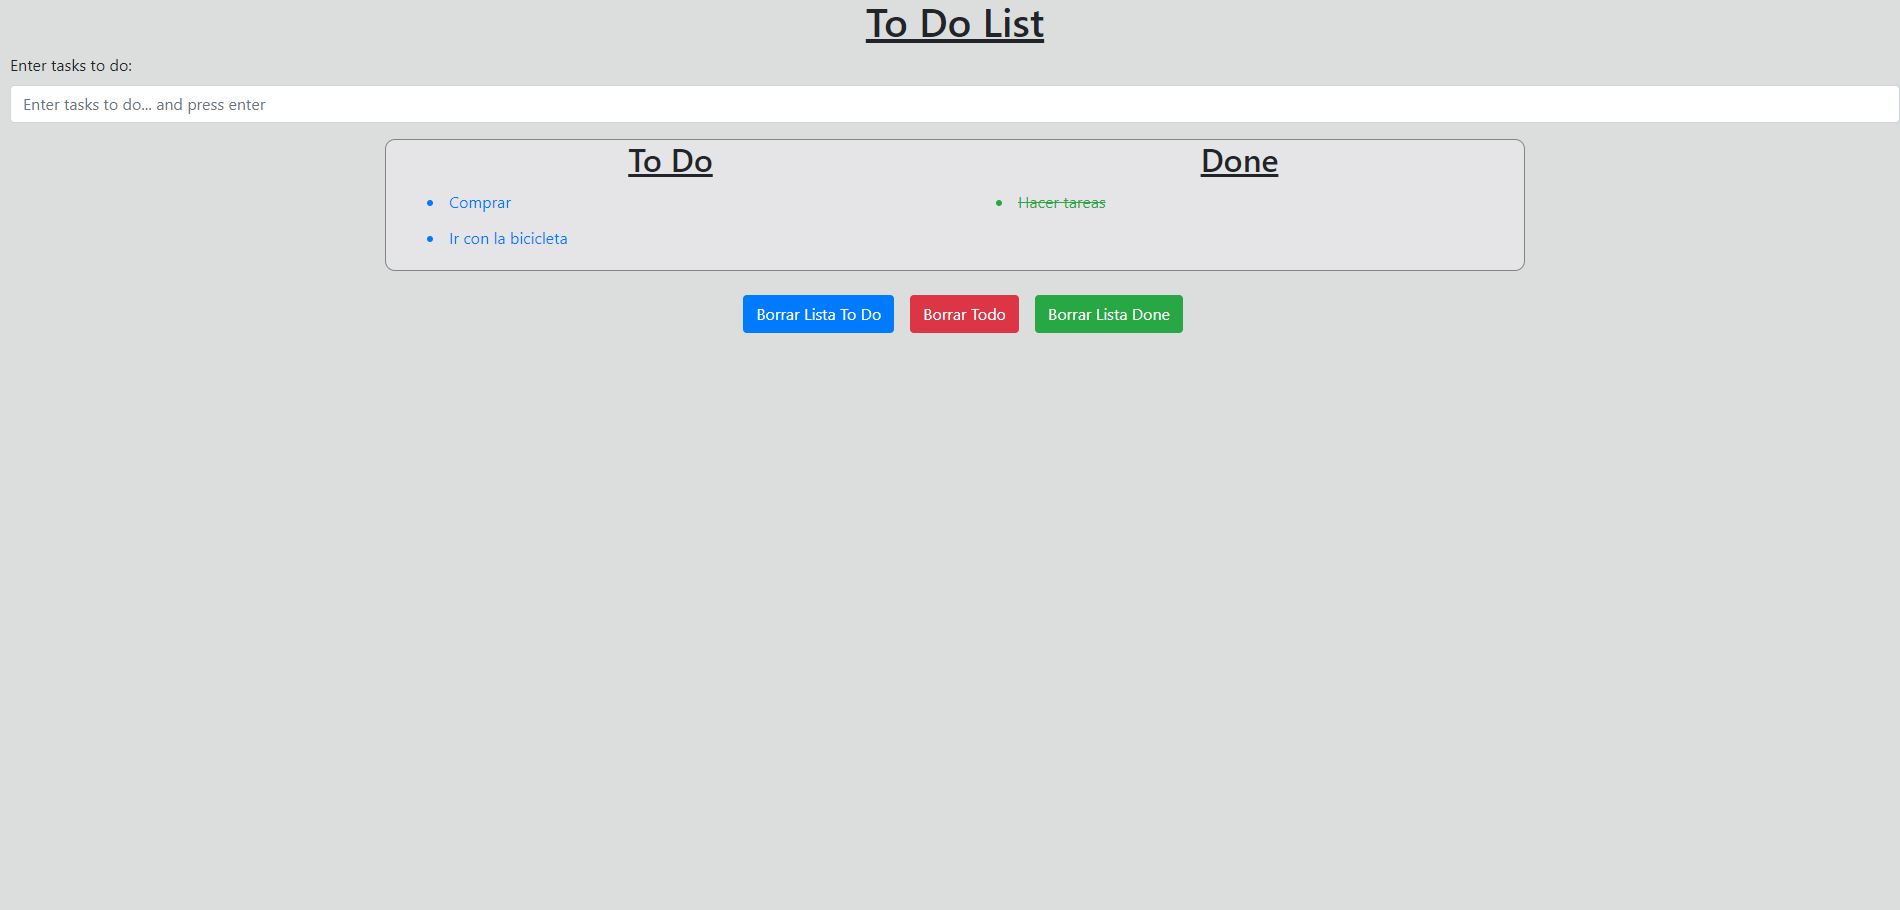 To Do List
Enter tasks to do:
Enter tasks to do... and press enter
To Do
Comprar
Ir con la bicicleta
Done
Hacer tareas
Borrar Lista To Do
Borrar Todo
Borrar Lista Done